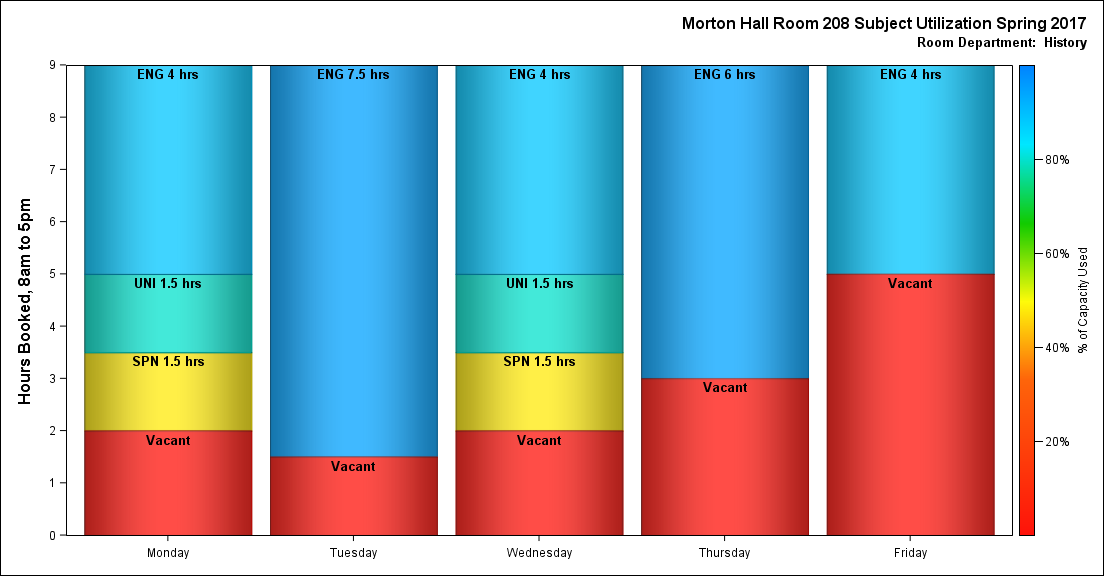 Morton Hall Room 208 Subject Utilization Spring 2017
Room Department: History
Hours Booked, 8am to 5pm
9
8
7
6
5
4
3
2
1
0
ENG 4 hrs
UNI 1.5 hrs
SPN 1.5 hrs
Vacant
ENG 7.5 hrs
Vacant
ENG 4 hrs
UNI 1.5 hrs
SPN 1.5 hrs
Vacant
ENG 6 hrs
Vacant
ENG 4 hrs
Vacant
Monday
Tuesday
Wednesday
Thursday
Friday
80%
60%
40%
20%
% of Capacity Used